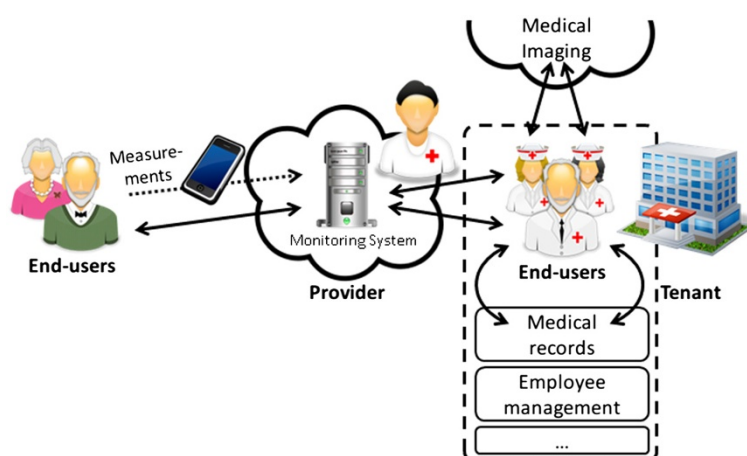 Medical
Imaging
Measure-
ments
Monitoring System
End-users
Provider
End-users
Tenant
Medical
records
Employee
management
...